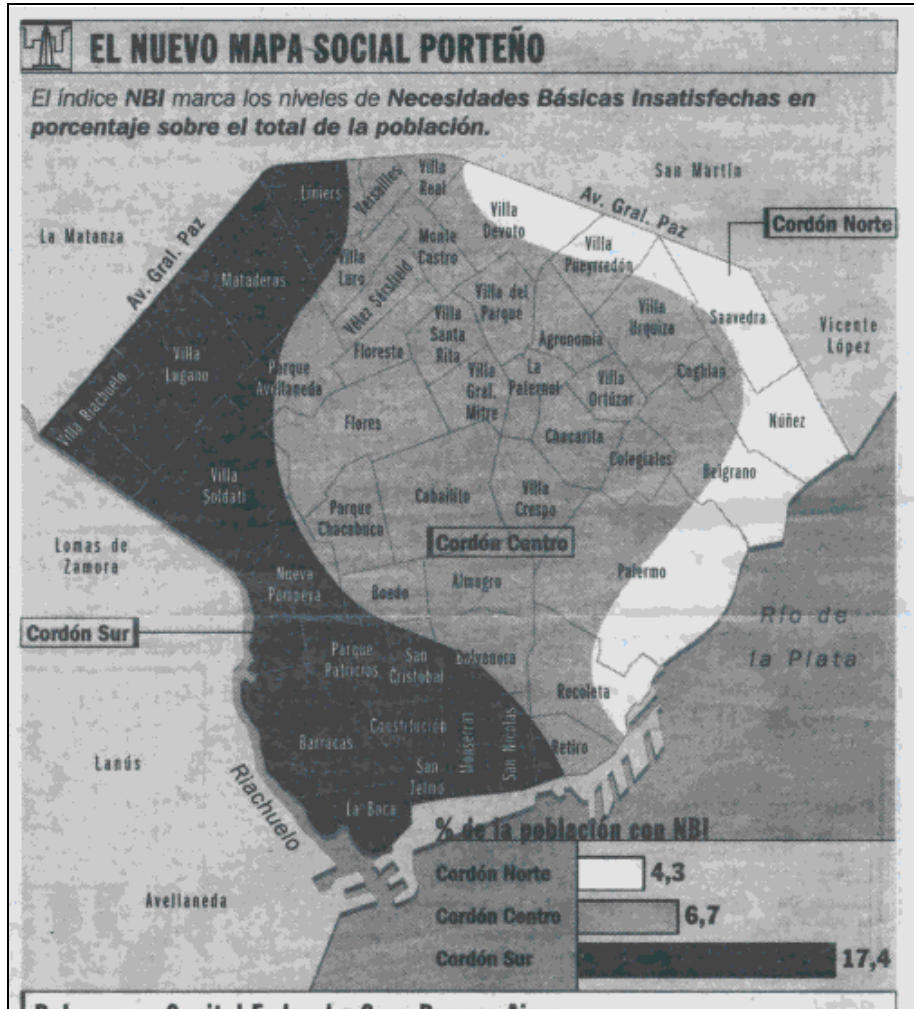 EL NUEVO MAPA SOCIAL PORTEÑO
El índice NBI marca los niveles de Necesidades Básicas Insatisfechas en
porcentaje sobre el total de la población.
San Martín
La Matanza
Av. Gral. Paz
Av. Gral. Paz
Cordón Norte
Liniers
Versailles
Villa
Real
Villa
Devoto
Villa
Pueyrredón
Mataderas
Villa
Luro
Monte
Castro
Vélez Sársfield
Villa del
Parque
Villa
Urquiza
Saavedra
Vicente
López
Villa
Lugano
Villa Riachuelo
Parque
Avellaneda
Floresta
Villa
Santa
Rita
Agronomía
Villa
Gral.
Mitre
La
Paternal
Villa
Ortúzar
Coghlan
Núñez
Flores
Chacarita
Colegiales
Belgrano
Villa
Soldati
Parque
Chacabuco
Caballito
Villa
Crespo
Cordón Centro
Lomas de
Zamora
Nueva
Pompeya
Boedo
Almagro
Palermo
Río de
la Plata
Cordón Sur
Parque
Patricios
San
Cristobal
Balvanera
Recoleta
Retiro
Constitución
Barracas
Monserrat
San Nicolas
San
Telmo
La Boca
Lanús
Riachuelo
Avellaneda
% de la población con NBI
Cordón Norte 4,3
Cordón Centro 6,7
Cordón Sur 17,4